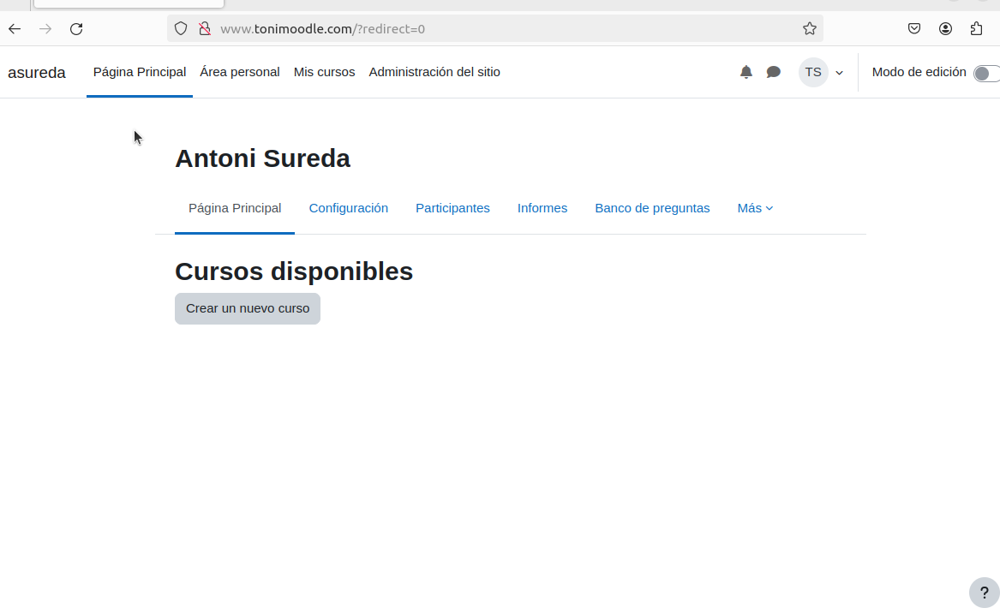 www.tonimoodle.com/?redirect=0
asureda Página Principal Área personal Mis cursos Administración del sitio TS Modo de edición
Antoni Sureda
Página Principal Configuración Participantes Informes Banco de preguntas Más
Cursos disponibles
Crear un nuevo curso
?